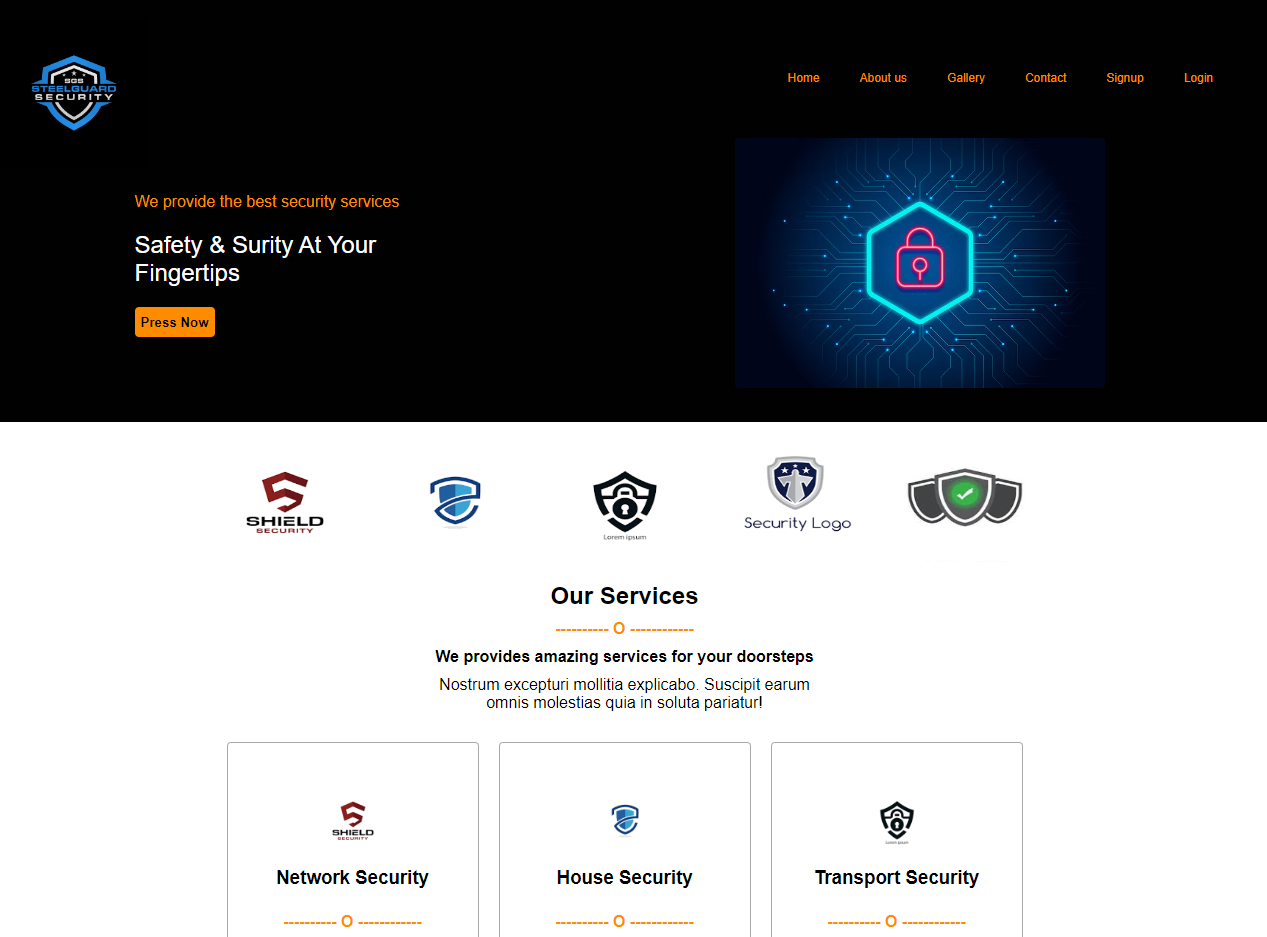 SGS
STEELGUARD
SECURITY
Home About us Gallery Contact Signup Login
We provide the best security services
Safety & Surity At Your
Fingertips
Press Now
SHIELD
SECURITY
Lorem ipsum
Security Logo
Our Services
---------- O ------------
We provides amazing services for your doorsteps
Nostrum excepturi mollitia explicabo. Suscipit earum
omnis molestias quia in soluta pariatur!
SHIELD
SECURITY
Lorem ipsum
Network Security House Security Transport Security
---------- O ------------ ---------- O ------------ ---------- O ------------